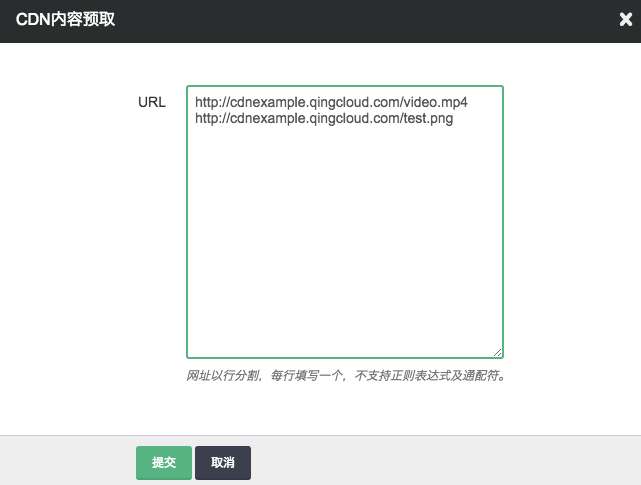 CDN内容预取
URL
http://cdnexample.qingcloud.com/video.mp4
http://cdnexample.qingcloud.com/test.png
网址以行分割，每行填写一个，不支持正则表达式及通配符。
提交
取消